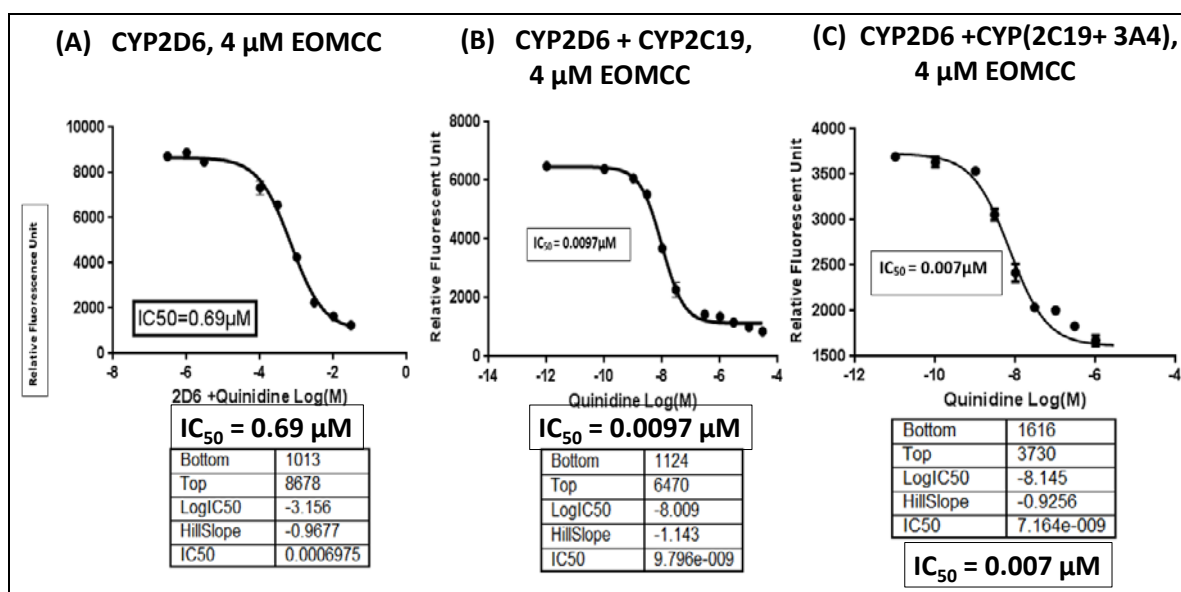 (A) CYP2D6, 4 µM EOMCC
10000
8000
6000
4000
2000
0
Relative Fluorescence Unit
IC50=0.69µM
-8 -6 -4 -2 0
2D6 +Quinidine Log(M)
IC50 = 0.69 µM
Bottom 1013
Top 8678
LogIC50 -3.156
HillSlope -0.9677
IC50 0.0006975
(B) CYP2D6 + CYP2C19,
4 µM EOMCC
8000
6000
4000
2000
0
Relative Fluorescent Unit
IC50 = 0.0097µM
-14 -12 -10 -8 -6 -4
Quinidine Log(M)
IC50 = 0.0097 µM
Bottom 1124
Top 6470
LogIC50 -8.009
HillSlope -1.143
IC50 9.796e-009
(C) CYP2D6 +CYP(2C19+ 3A4),
4 µM EOMCC
4000
3500
3000
2500
2000
1500
Relative Fluorescent Unit
IC50 = 0.007µM
-12 -10 -8 -6 -4
Quinidine Log(M)
Bottom 1616
Top 3730
LogIC50 -8.145
HillSlope -0.9256
IC50 7.164e-009
IC50 = 0.007 µM